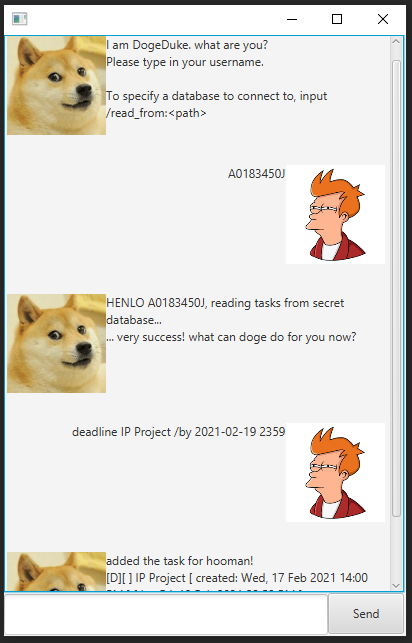 I am DogeDuke. what are you?
Please type in your username.
To specify a database to connect to, input
/read_from:<path>
A0183450J
HENLO A0183450J, reading tasks from secret
database...
... very success! what can doge do for you now?
deadline IP Project /by 2021-02-19 2359
added the task for hooman!
[D][ ] IP Project [ created: Wed, 17 Feb 2021 14:00
Send